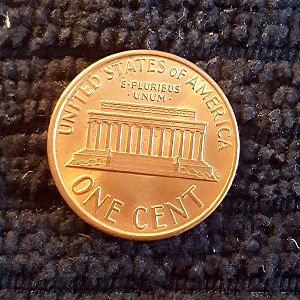 UNITED STATES OF AMERICA
E·PLURIBUS
UNUM·
ONE CENT